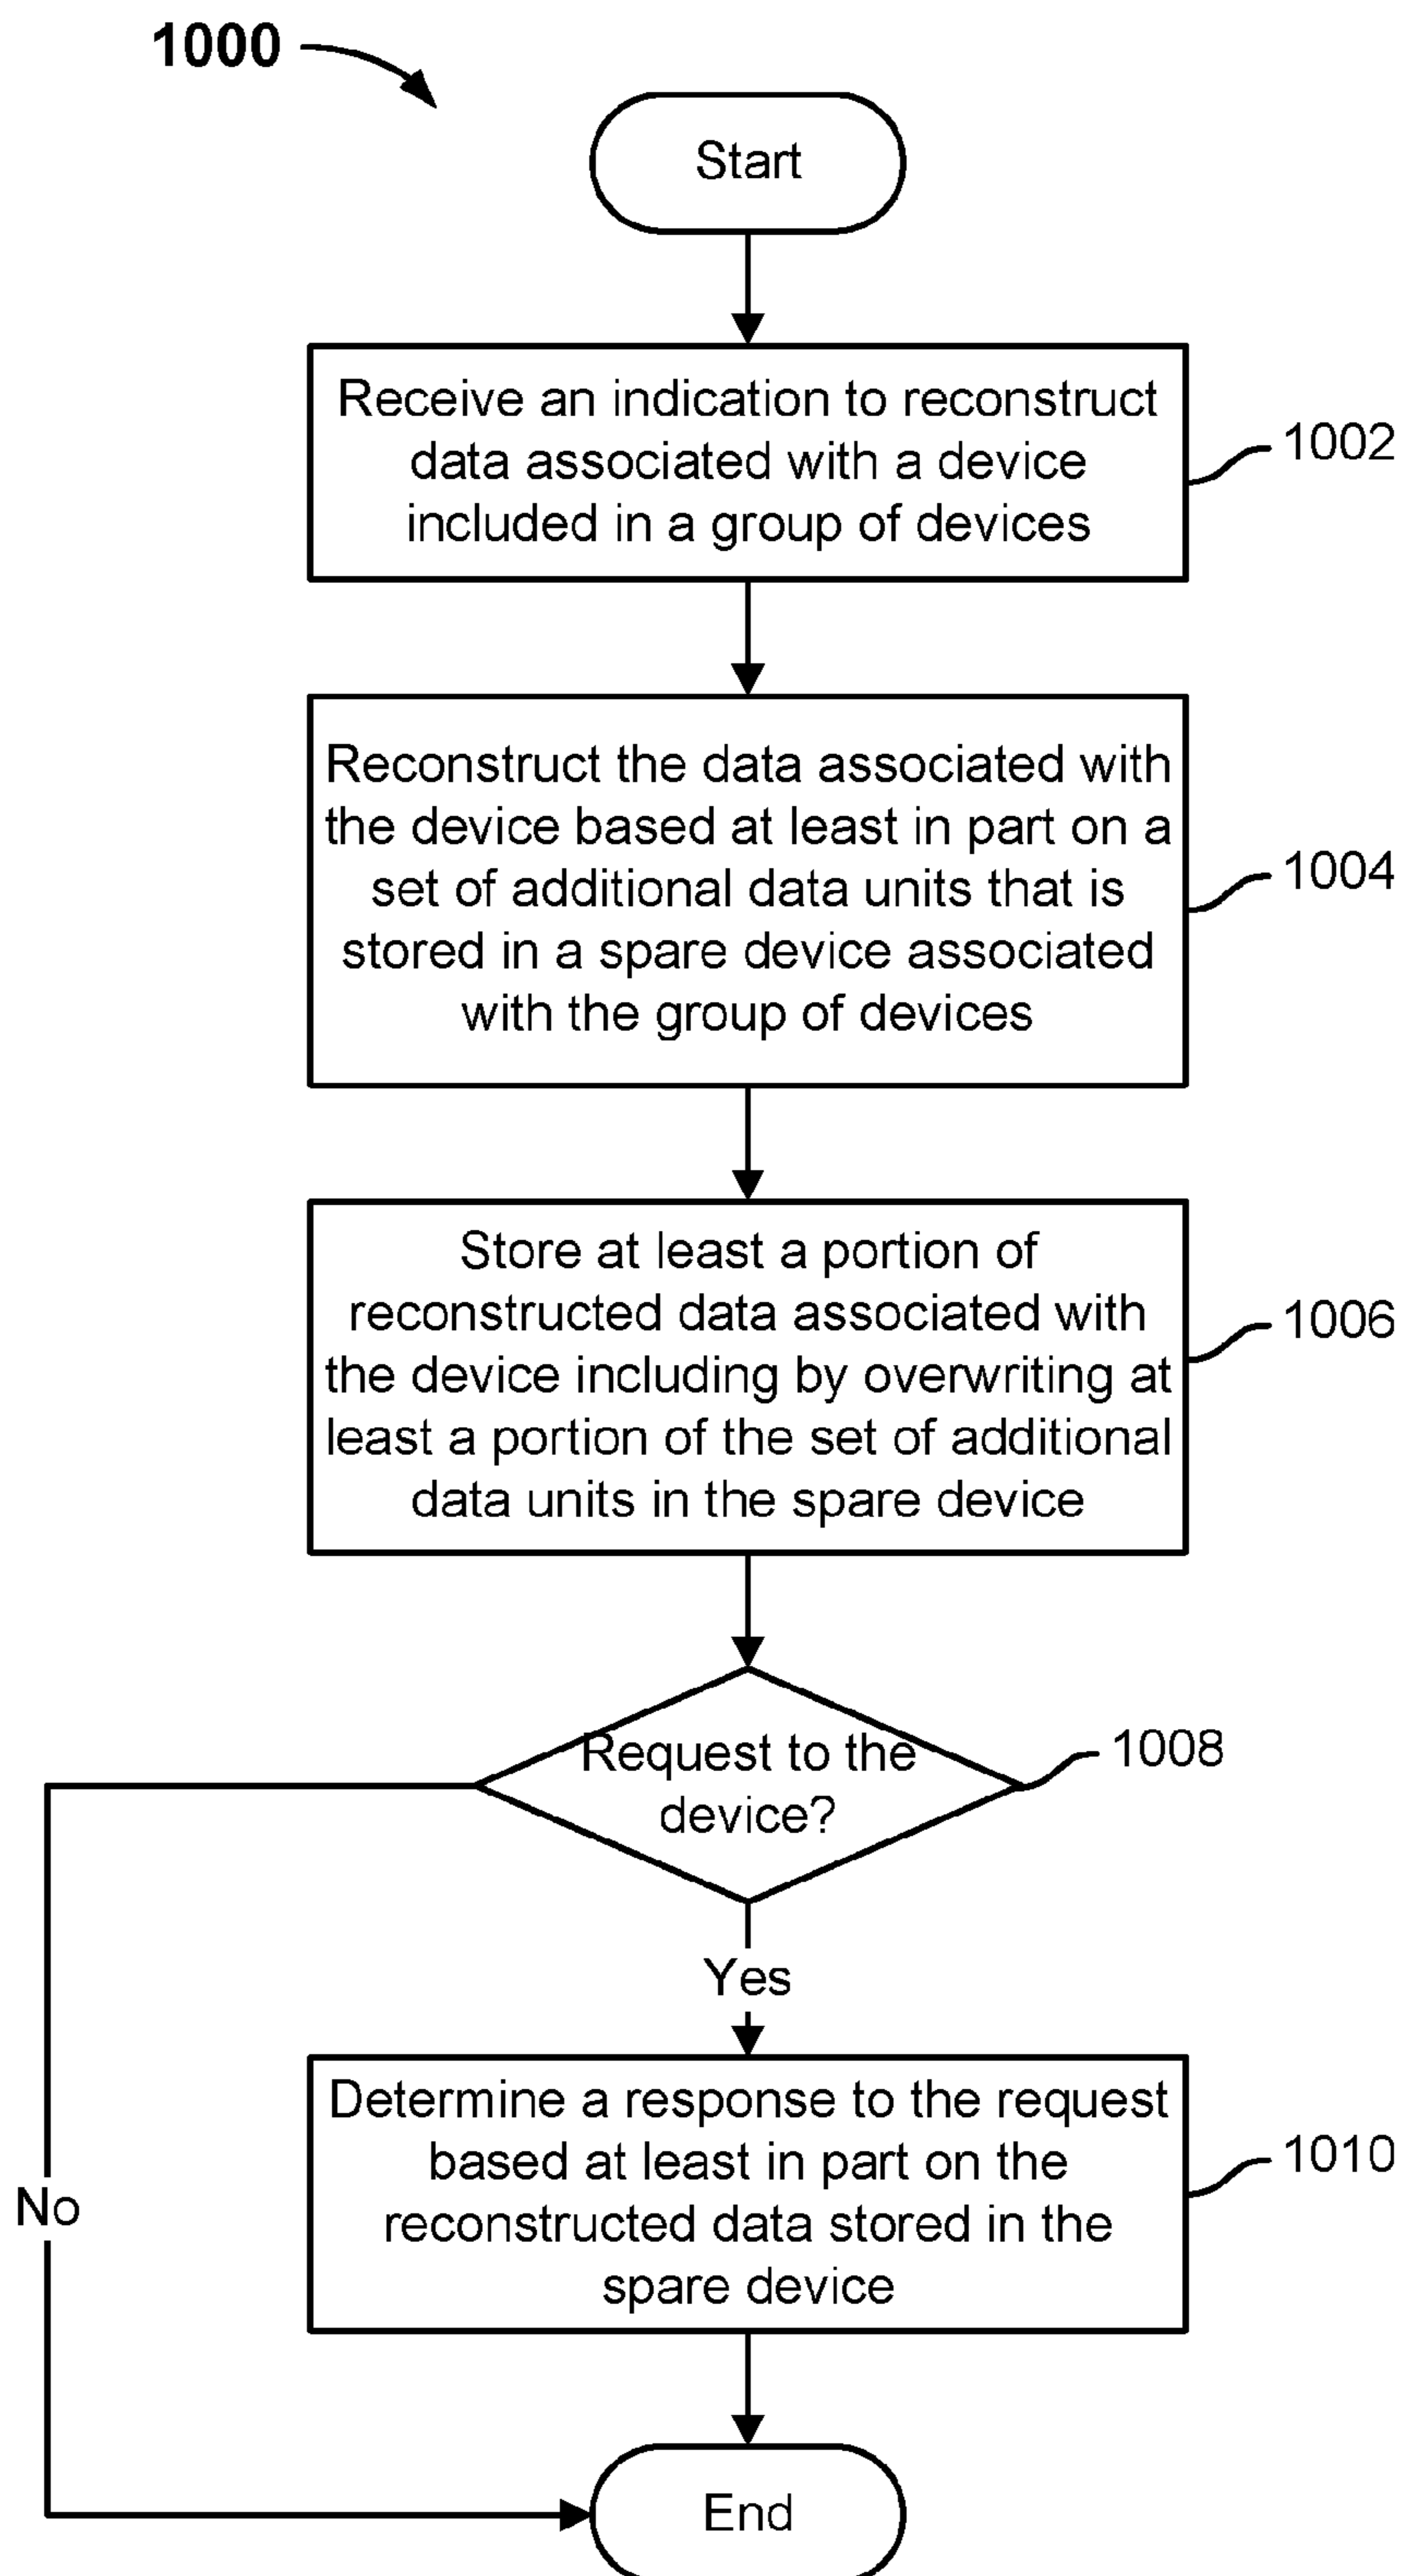 1000
Start
Receive an indication to reconstruct
data associated with a device
included in a group of devices
1002
Reconstruct the data associated with
the device based at least in part on a
set of additional data units that is
stored in a spare device associated
with the group of devices
1004
Store at least a portion of
reconstructed data associated with
the device including by overwriting at
least a portion of the set of additional
data units in the spare device
1006
Request to the
device?
1008
Yes
Determine a response to the request
based at least in part on the
reconstructed data stored in the
spare device
1010
No
End